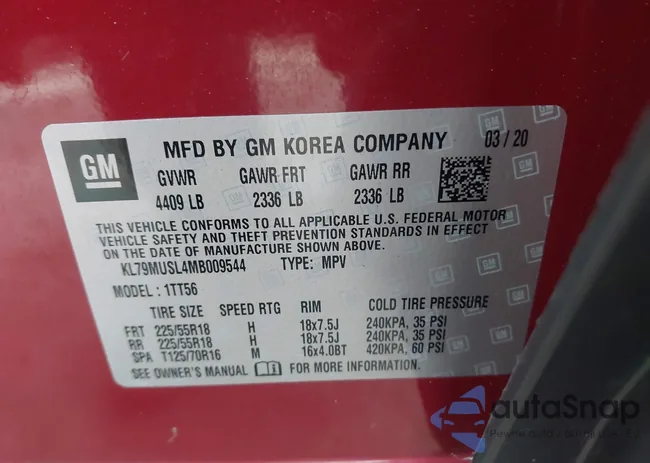 GM
MFD BY GM KOREA COMPANY 03/20
GVWR GAWR FRT GAWR RR
4409 LB 2336 LB 2336 LB
THIS VEHICLE CONFORMS TO ALL APPLICABLE U.S. FEDERAL MOTOR
VEHICLE SAFETY AND THEFT PREVENTION STANDARDS IN EFFECT
ON THE DATE OF MANUFACTURE SHOWN ABOVE.
KL79MUSL4MB009544 TYPE: MPV
MODEL: 1TT56
TIRE SIZE SPEED RTG RIM COLD TIRE PRESSURE
FRT 225/55R18 H 18x7.5J 240KPA, 35 PSI
RR 225/55R18 H 18x7.5J 240KPA, 35 PSI
SPA T125/70R16 M 16x4.0BT 420KPA, 60 PSI
SEE OWNER'S MANUAL FOR MORE INFORMATION.
autaSnap
Pewne auta z